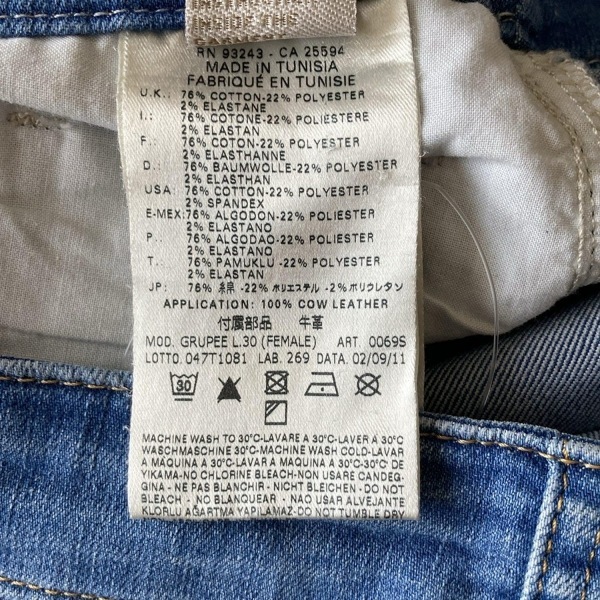 INSIDE THE
RN 93243 - CA 25594
MADE IN TUNISIA
FABRIQUÉ EN TUNISIE
U.K.: 76% COTTON-22% POLYESTER
2% ELASTANE
I.: 76% COTONE-22% POLIESTERE
2% ELASTAN
F.: 76% COTON-22% POLYESTER
2% ELASTHANNE
D.: 76% BAUMWOLLE-22% POLYESTER
2% ELASTHAN
USA: 76% COTTON-22% POLYESTER
2% SPANDEX
E-MEX: 76% ALGODON-22% POLIESTER
2% ELASTANO
P.: 76% ALGODAO-22% POLIESTER
2% ELASTANO
T.: 76% PAMUKLU -22% POLYESTER
2% ELASTAN
JP: 76% 綿 -22% ポリエステル -2% ポリウレタン
APPLICATION: 100% COW LEATHER
付属部品 牛革
MOD. GRUPEE L.30 (FEMALE) ART. 0069S
LOTTO. 047T1081 LAB. 269 DATA. 02/09/11
30
MACHINE WASH TO 30°C-LAVARE A 30°C-LAVER À 30°C
WASCHMASCHINE 30°C-MACHINE WASH COLD-LAVAR
A MÁQUINA A 30°C-LAVAR A MÁQUINA A 30°C-30°C DE
YIKAMA-NO CHLORINE BLEACH-NON USARE CANDEG-
GINA - NE PAS BLANCHIR - NICHT BLEICHEN - DO NOT
BLEACH - NO BLANQUEAR - NÃO USAR ALVEJANTE
KLORLU AĞARTMA YAPILAMAZ-DO NOT TUMBLE DRY